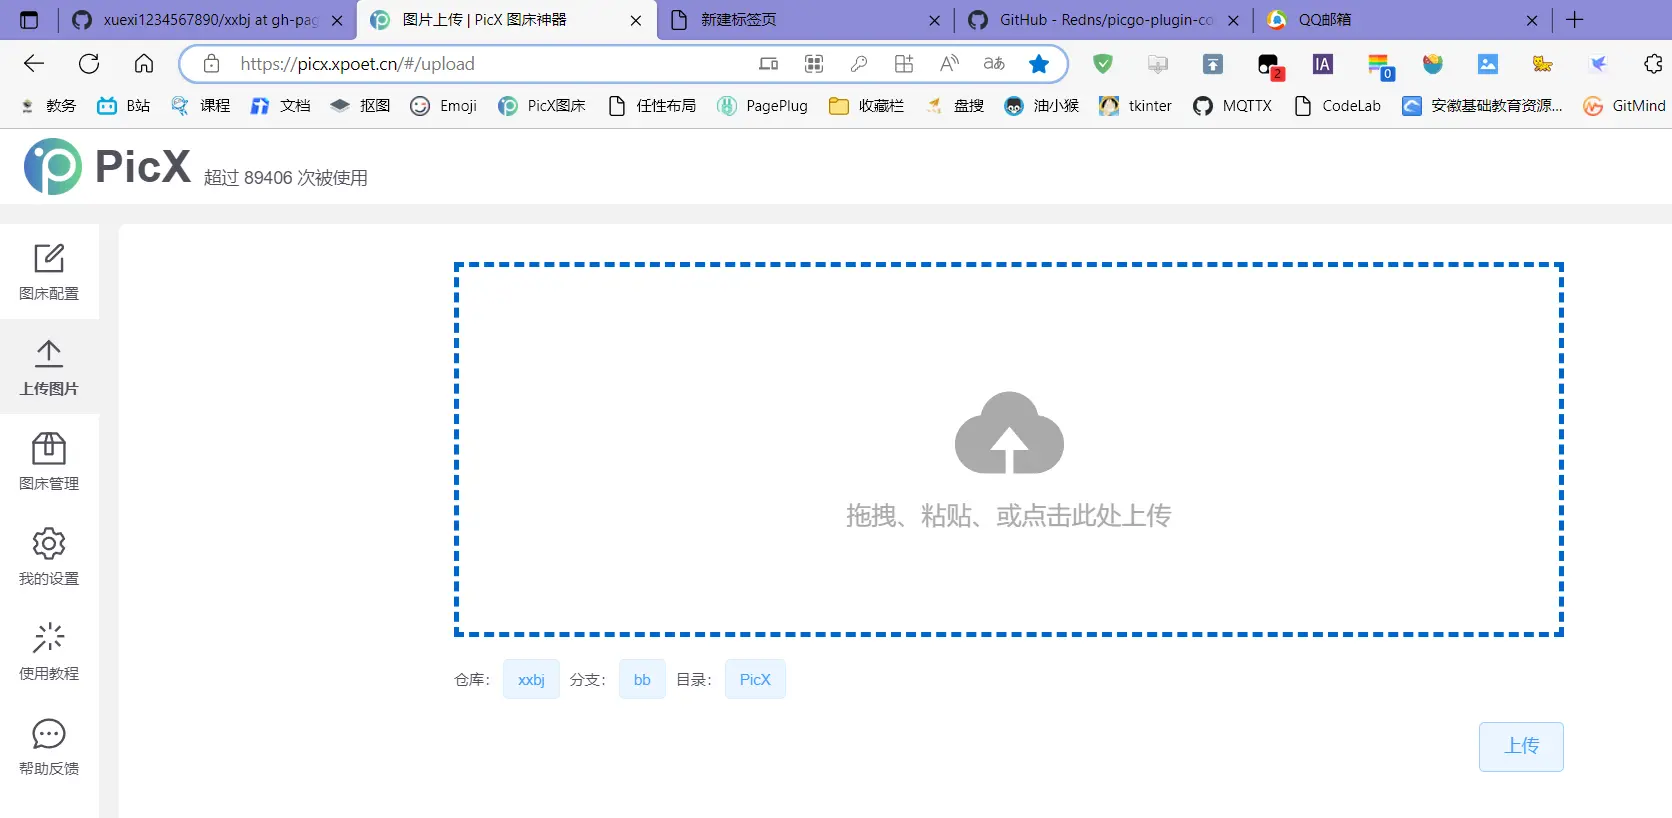 xuexi1234567890/xxbj at gh-pag
图片上传 | PicX 图床神器
新建标签页
GitHub - Redns/picgo-plugin-co
QQ邮箱
https://picx.xpoet.cn/#/upload
2
IA
0
教务
B站
课程
文档
抠图
Emoji
PicX图床
任性布局
PagePlug
收藏栏
盘搜
油小猴
tkinter
MQTTX
CodeLab
安徽基础教育资源...
GitMind
PicX 超过 89406 次被使用
图床配置
上传图片
图床管理
我的设置
使用教程
帮助反馈
拖拽、粘贴、或点击此处上传
仓库： xxbj 分支： bb 目录： PicX
上传